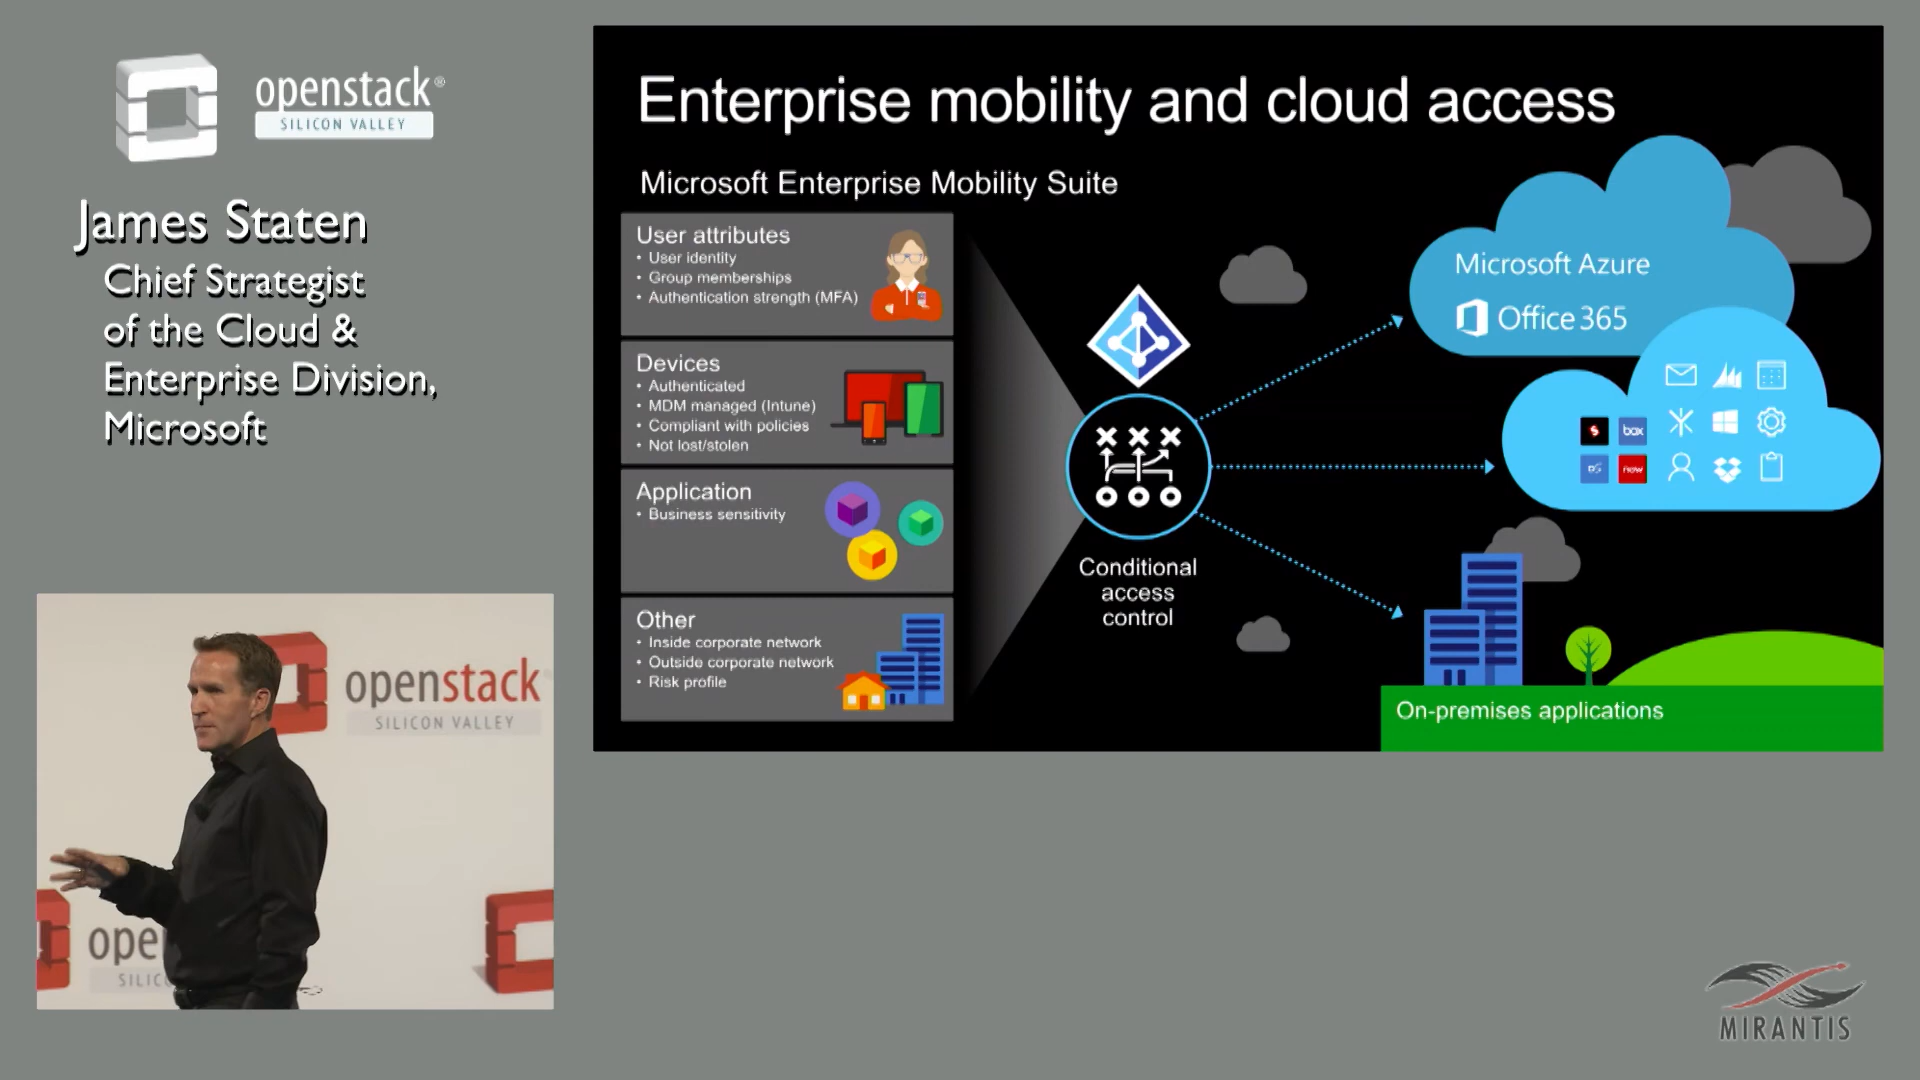 openstack®
SILICON VALLEY
James Staten
Chief Strategist
of the Cloud &
Enterprise Division,
Microsoft
Enterprise mobility and cloud access
Microsoft Enterprise Mobility Suite
User attributes
• User identity
• Group memberships
• Authentication strength (MFA)
Devices
• Authenticated
• MDM managed (Intune)
• Compliant with policies
• Not lost/stolen
Application
• Business sensitivity
Other
• Inside corporate network
• Outside corporate network
• Risk profile
Conditional
access
control
Microsoft Azure
Office 365
box
now
On-premises applications
openstack
SILICON VALLEY
ope
SILIC
MIRANTIS